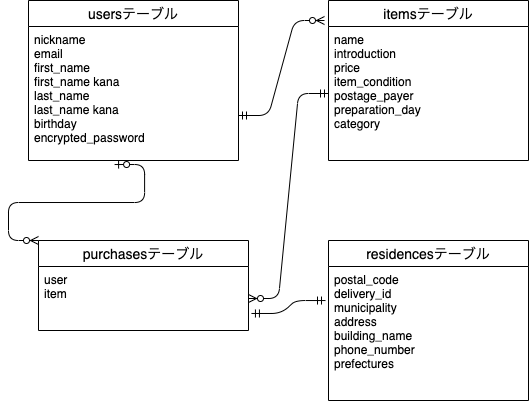 usersテーブル
nickname
email
first_name
first_name kana
last_name
last_name kana
birthday
encrypted_password
itemsテーブル
name
introduction
price
item_condition
postage_payer
preparation_day
category
purchasesテーブル
user
item
residencesテーブル
postal_code
delivery_id
municipality
address
building_name
phone_number
prefectures